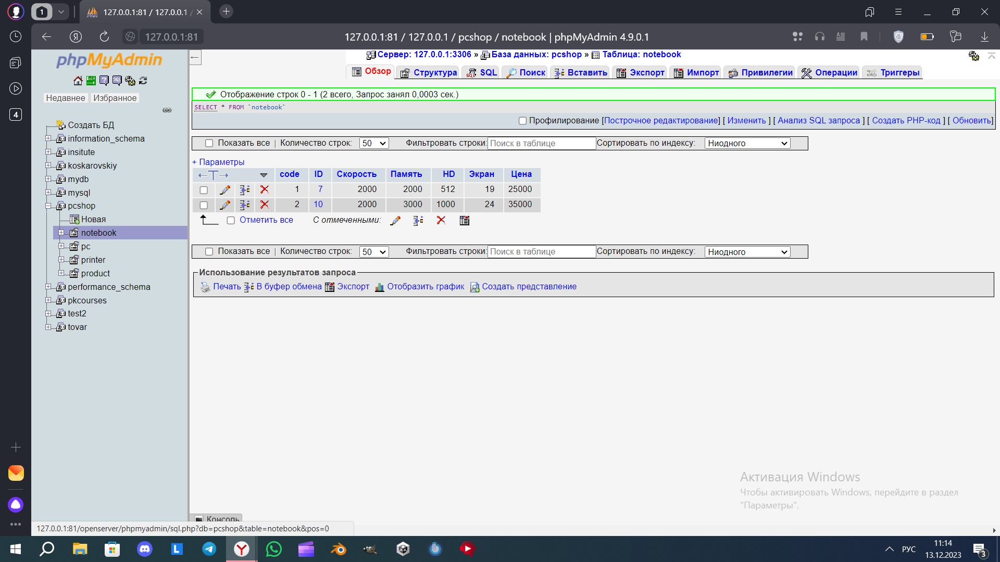 1
127.0.0.1:81 / 127.0.0.1 /
127.0.0.1:81
127.0.0.1:81 / 127.0.0.1 / pcshop / notebook | phpMyAdmin 4.9.0.1
4
phpMyAdmin
Недавнее Избранное
Создать БД
information_schema
insitute
koskarovskiy
mydb
mysql
pcshop
Новая
notebook
pc
printer
product
performance_schema
pkcourses
test2
tovar
Сервер: 127.0.0.1:3306 » База данных: pcshop » Таблица: notebook
Обзор Структура SQL Поиск Вставить Экспорт Импорт Привилегии Операции Триггеры
Отображение строк 0 - 1 (2 всего, Запрос занял 0,0003 сек.)
SELECT * FROM `notebook`
Профилирование [Построчное редактирование] [ Изменить ] [ Анализ SQL запроса ] [ Создать PHP-код ] [ Обновить]
Показать все | Количество строк: 50 Фильтровать строки: Поиск в таблице Сортировать по индексу: Ниодного
+ Параметры
←T→ code ID Скорость Память HD Экран Цена
1 7 2000 2000 512 19 25000
2 10 2000 3000 1000 24 35000
Отметить все С отмеченными:
Показать все | Количество строк: 50 Фильтровать строки: Поиск в таблице Сортировать по индексу: Ниодного
Использование результатов запроса
Печать В буфер обмена Экспорт Отобразить график Создать представление
Активация Windows
Чтобы активировать Windows, перейдите в раздел
"Параметры".
Консоль
127.0.0.1:81/openserver/phpmyadmin/sql.php?db=pcshop&table=notebook&pos=0
РУС
11:14
13.12.2023
3